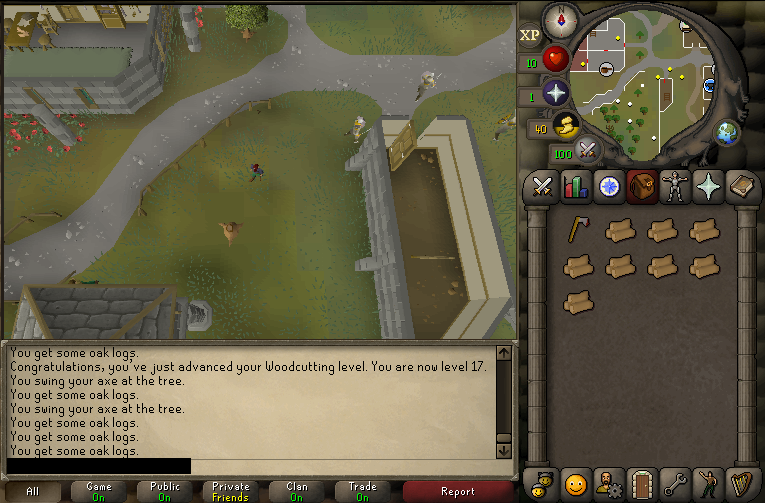 N
XP
10
1
40
100
You get some oak logs.
Congratulations, you've just advanced your Woodcutting level. You are now level 17.
You swing your axe at the tree.
You get some oak logs.
You swing your axe at the tree.
You get some oak logs.
You get some oak logs.
You get some oak logs.
All
Game
On
Public
On
Private
Friends
Clan
On
Trade
On
Report